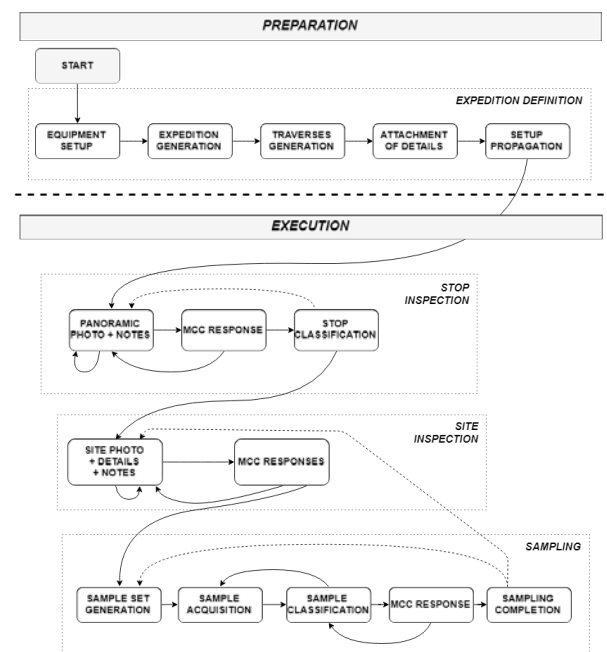 PREPARATION
START
EXPEDITION DEFINITION
EQUIPMENT
SETUP
EXPEDITION
GENERATION
TRAVERSES
GENERATION
ATTACHMENT
OF DETAILS
SETUP
PROPAGATION
EXECUTION
STOP
INSPECTION
PANORAMIC
PHOTO + NOTES
MCC RESPONSE
STOP
CLASSIFICATION
SITE
INSPECTION
SITE PHOTO
+ DETAILS
+ NOTES
MCC RESPONSES
SAMPLING
SAMPLE SET
GENERATION
SAMPLE
ACQUISITION
SAMPLE
CLASSIFICATION
MCC RESPONSE
SAMPLING
COMPLETION